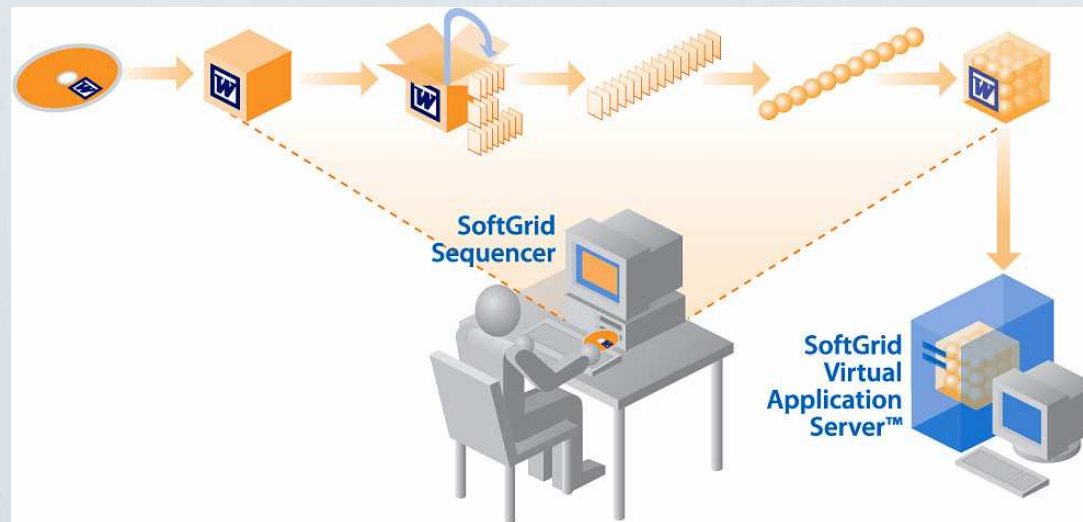 W
W
W
W
SoftGrid
Sequencer
SoftGrid
Virtual
Application
Server™